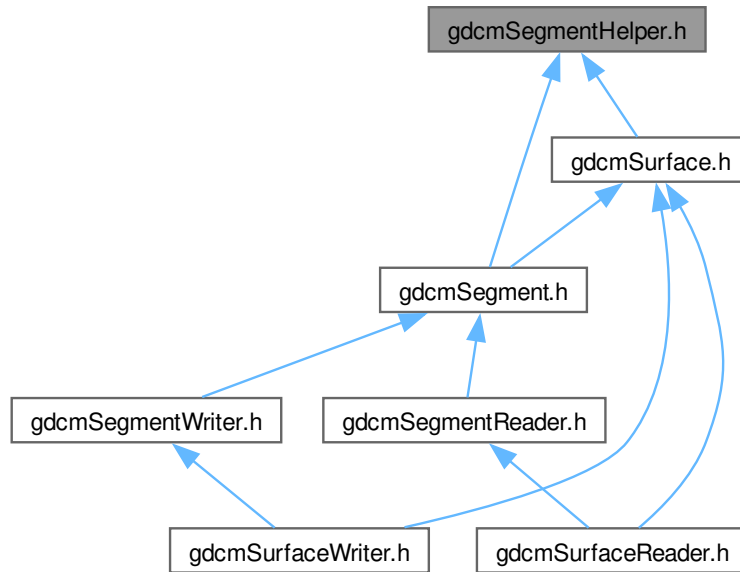 gdcmSegmentHelper.h
gdcmSurface.h
gdcmSegment.h
gdcmSegmentWriter.h
gdcmSegmentReader.h
gdcmSurfaceWriter.h
gdcmSurfaceReader.h